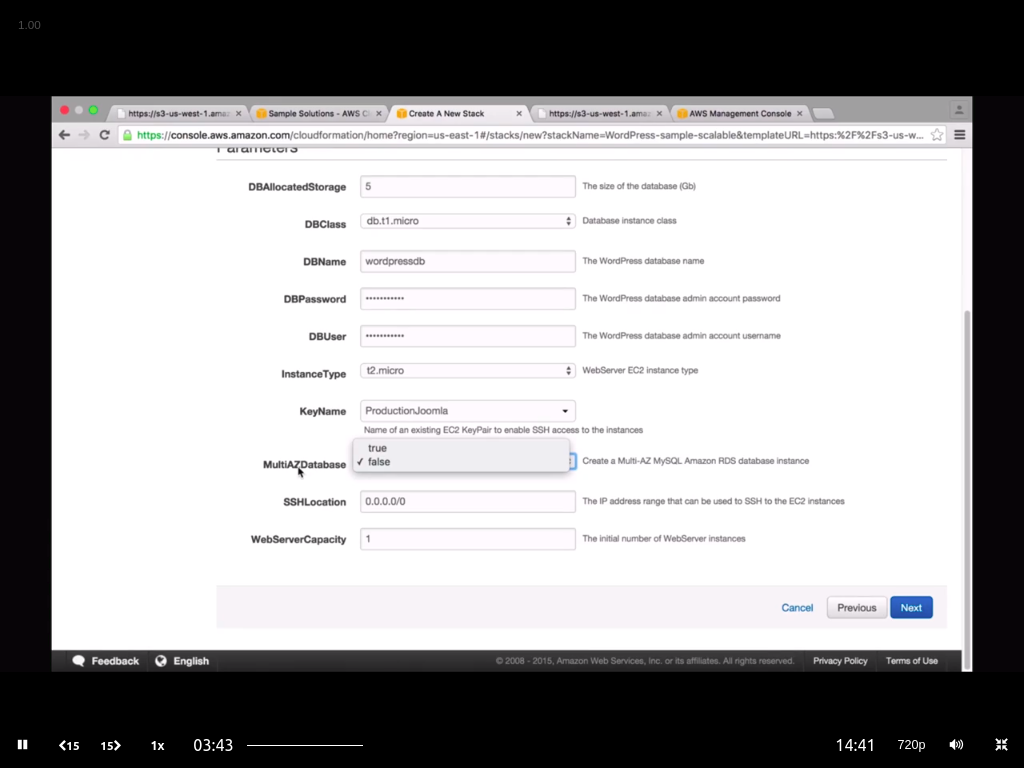 1.00
https://s3-us-west-1.amaz
Sample Solutions - AWS Cl
Create A New Stack
https://s3-us-west-1.amaz
AWS Management Console
https://console.aws.amazon.com/cloudformation/home?region=us-east-1#/stacks/new?stackName=WordPress-sample-scalable&templateURL=https:%2F%2Fs3-us-w...
Parameters
DBAllocatedStorage 5 The size of the database (Gb)
DBClass db.t1.micro Database instance class
DBName wordpressdb The WordPress database name
DBPassword ••••••••••• The WordPress database admin account password
DBUser ••••••••••• The WordPress database admin account username
InstanceType t2.micro WebServer EC2 instance type
KeyName ProductionJoomla
Name of an existing EC2 KeyPair to enable SSH access to the instances
true
MultiAZDatabase ✓ false Create a Multi-AZ MySQL Amazon RDS database instance
SSHLocation 0.0.0.0/0 The IP address range that can be used to SSH to the EC2 instances
WebServerCapacity 1 The initial number of WebServer instances
Cancel Previous Next
Feedback English © 2008 - 2015, Amazon Web Services, Inc. or its affiliates. All rights reserved. Privacy Policy Terms of Use
15 15 1x 03:43 14:41 720p